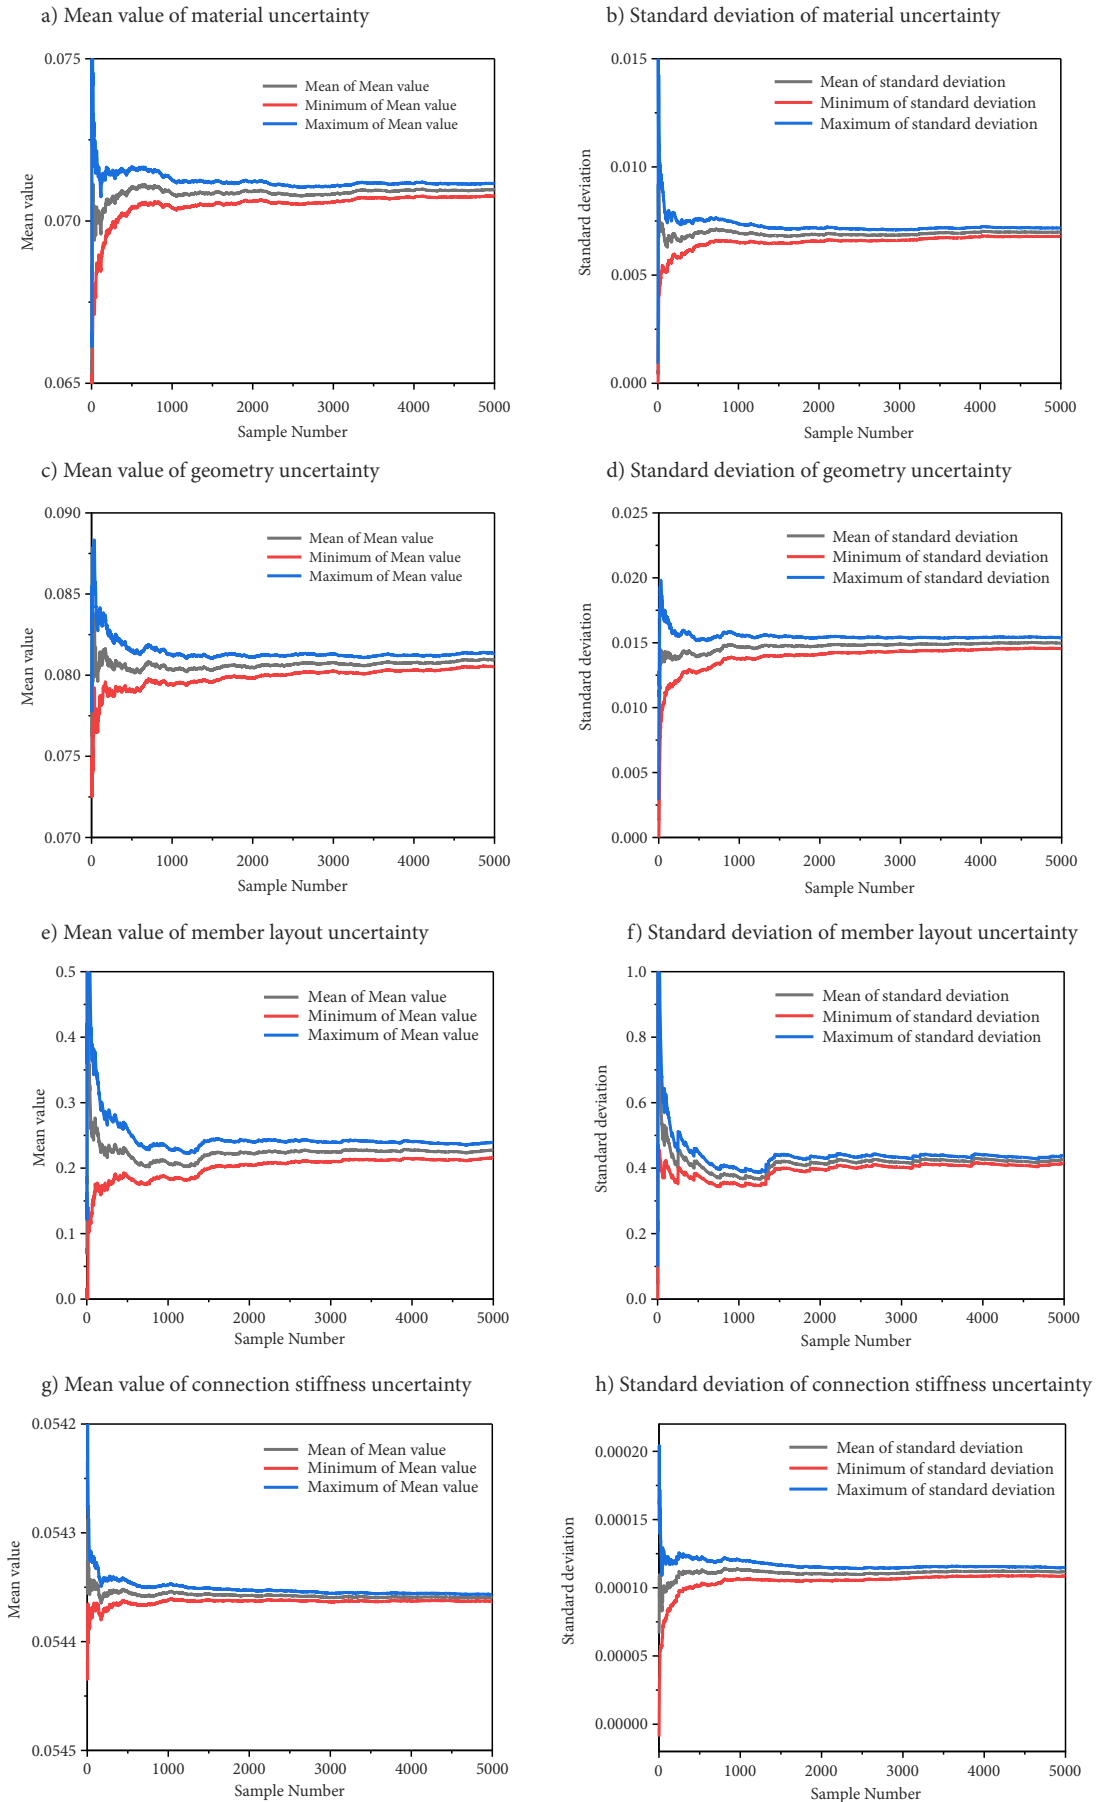 a) Mean value of material uncertainty
0.075
0.070
0.065
Mean value
Mean of Mean value
Minimum of Mean value
Maximum of Mean value
0 1000 2000 3000 4000 5000
Sample Number
b) Standard deviation of material uncertainty
0.015
0.010
0.005
0.000
Standard deviation
Mean of standard deviation
Minimum of standard deviation
Maximum of standard deviation
0 1000 2000 3000 4000 5000
Sample Number
c) Mean value of geometry uncertainty
0.090
0.085
0.080
0.075
0.070
Mean value
Mean of Mean value
Minimum of Mean value
Maximum of Mean value
0 1000 2000 3000 4000 5000
Sample Number
d) Standard deviation of geometry uncertainty
0.025
0.020
0.015
0.010
0.005
0.000
Standard deviation
Mean of standard deviation
Minimum of standard deviation
Maximum of standard deviation
0 1000 2000 3000 4000 5000
Sample Number
e) Mean value of member layout uncertainty
0.5
0.4
0.3
0.2
0.1
0.0
Mean value
Mean of Mean value
Minimum of Mean value
Maximum of Mean value
0 1000 2000 3000 4000 5000
Sample Number
f) Standard deviation of member layout uncertainty
1.0
0.8
0.6
0.4
0.2
0.0
Standard deviation
Mean of standard deviation
Minimum of standard deviation
Maximum of standard deviation
0 1000 2000 3000 4000 5000
Sample Number
g) Mean value of connection stiffness uncertainty
0.0542
0.0543
0.0544
0.0545
Mean value
Mean of Mean value
Minimum of Mean value
Maximum of Mean value
0 1000 2000 3000 4000 5000
Sample Number
h) Standard deviation of connection stiffness uncertainty
0.00020
0.00015
0.00010
0.00005
0.00000
Standard deviation
Mean of standard deviation
Minimum of standard deviation
Maximum of standard deviation
0 1000 2000 3000 4000 5000
Sample Number